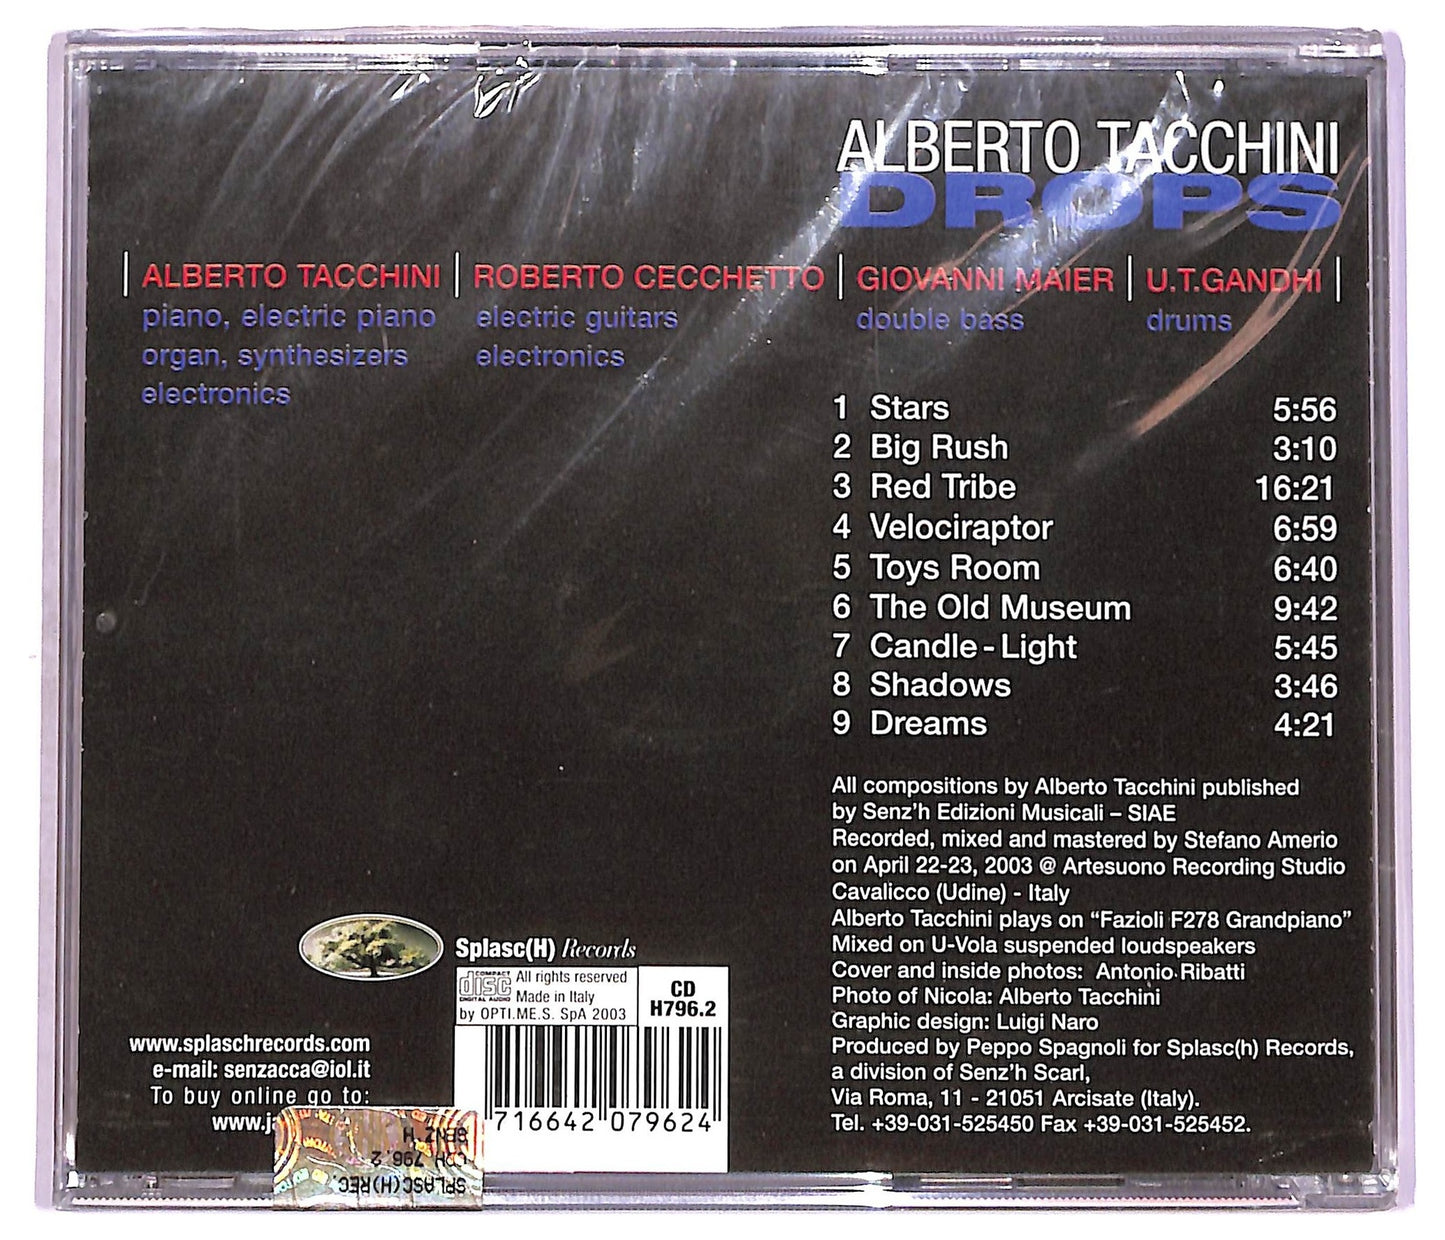 ALBERTO TACCHINI
DROPS
ALBERTO TACCHINI
piano, electric piano
organ, synthesizers
electronics
ROBERTO CECCHETTO
electric guitars
electronics
GIOVANNI MAIER
double bass
U.T.GANDHI
drums
1 Stars 5:56
2 Big Rush 3:10
3 Red Tribe 16:21
4 Velociraptor 6:59
5 Toys Room 6:40
6 The Old Museum 9:42
7 Candle-Light 5:45
8 Shadows 3:46
9 Dreams 4:21
All compositions by Alberto Tacchini published
by Senz'h Edizioni Musicali – SIAE
Recorded, mixed and mastered by Stefano Amerio
on April 22-23, 2003 @ Artesuono Recording Studio
Cavalicco (Udine) - Italy
Alberto Tacchini plays on “Fazioli F278 Grandpiano”
Mixed on U-Vola suspended loudspeakers
Cover and inside photos: Antonio Ribatti
Photo of Nicola: Alberto Tacchini
Graphic design: Luigi Naro
Produced by Peppo Spagnoli for Splasc(h) Records,
a division of Senz'h Scarl,
Via Roma, 11 - 21051 Arcisate (Italy).
Tel. +39-031-525450 Fax +39-031-525452.
Splasc(H) Records
COMPACT
disc
DIGITAL AUDIO
All rights reserved
Made in Italy
by OPTI.ME.S. SpA 2003
CD
H796.2
716642 079624
www.splaschrecords.com
e-mail: senzacca@iol.it
To buy online go to:
SENZ'H
CDH 796.2
SPLASC(H)REC.